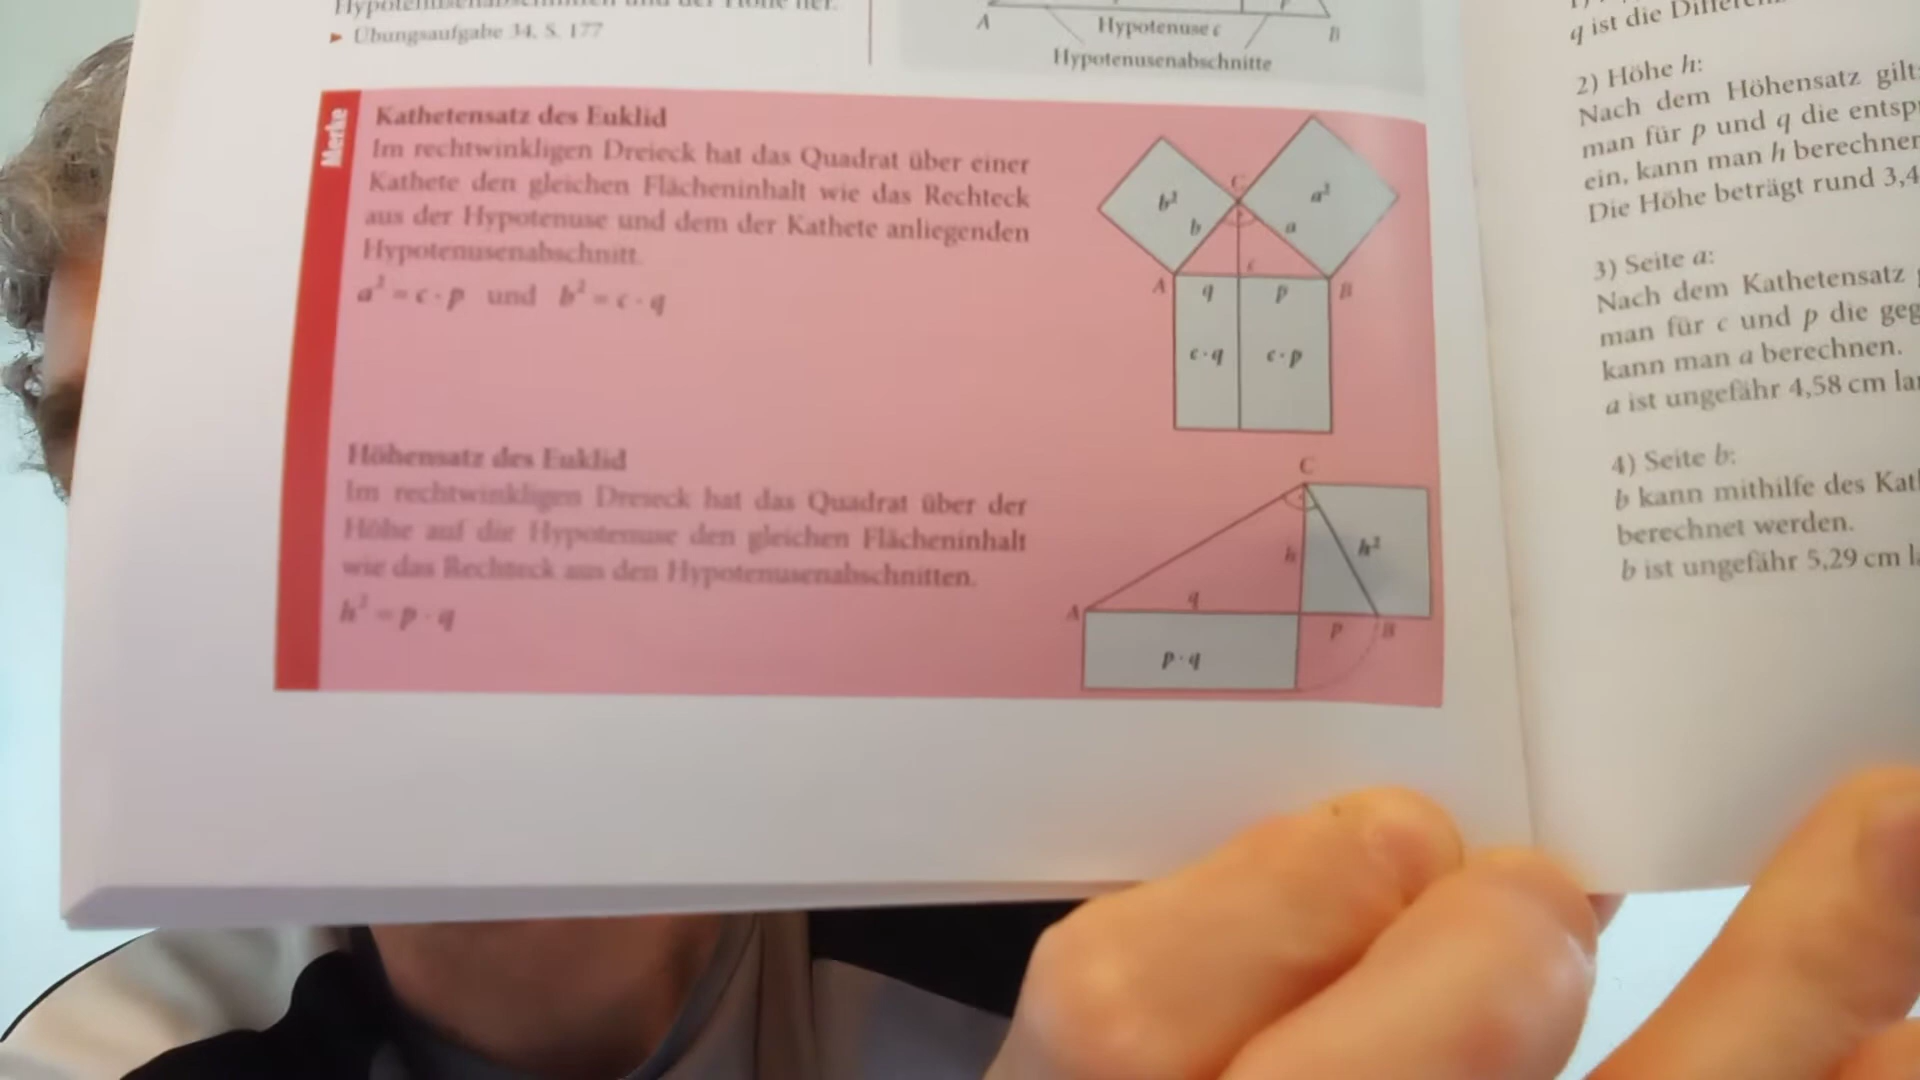 ▸ Übungsaufgabe 34, S. 177
A
Hypotenuse c
B
Hypotenusenabschnitte
Merke
Kathetensatz des Euklid
Im rechtwinkligen Dreieck hat das Quadrat über einer
Kathete den gleichen Flächeninhalt wie das Rechteck
aus der Hypotenuse und dem der Kathete anliegenden
Hypotenusenabschnitt.
a² = c · p und b² = c · q
b²
C
a²
b
a
c
A
q
p
B
c · q
c · p
Höhensatz des Euklid
Im rechtwinkligen Dreieck hat das Quadrat über der
Höhe auf die Hypotenuse den gleichen Flächeninhalt
wie das Rechteck aus den Hypotenusenabschnitten.
h² = p · q
C
h
h²
A
q
p
B
p · q
q ist die
2) Höhe h:
Nach dem Höhensatz gilt:
man für p und q die
ein, kann man h
Die Höhe beträgt rund 3,4
3) Seite a:
Nach dem Kathetensatz
man für c und p die
kann man a berechnen.
a ist ungefähr 4,58 cm
4) Seite b:
b kann mithilfe des
berechnet werden.
b ist ungefähr 5,29 cm